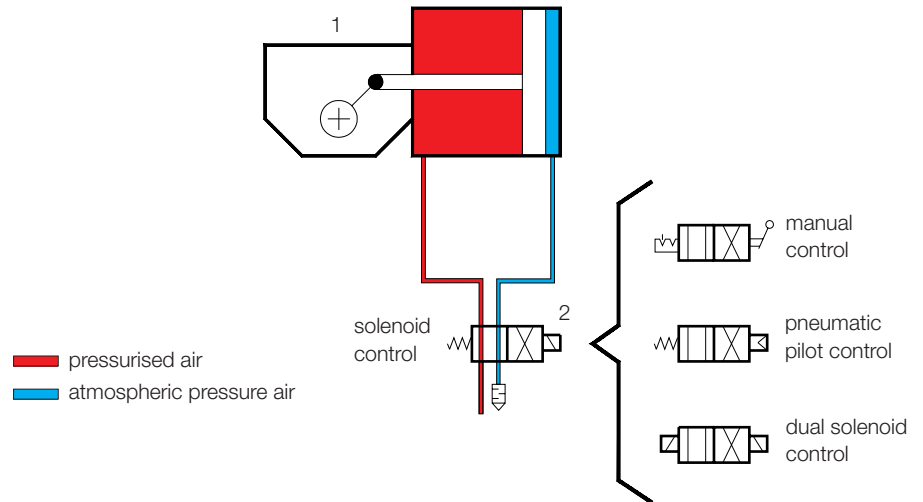 1
manual
control
solenoid
control
2
pneumatic
pilot control
pressurised air
atmospheric pressure air
dual solenoid
control